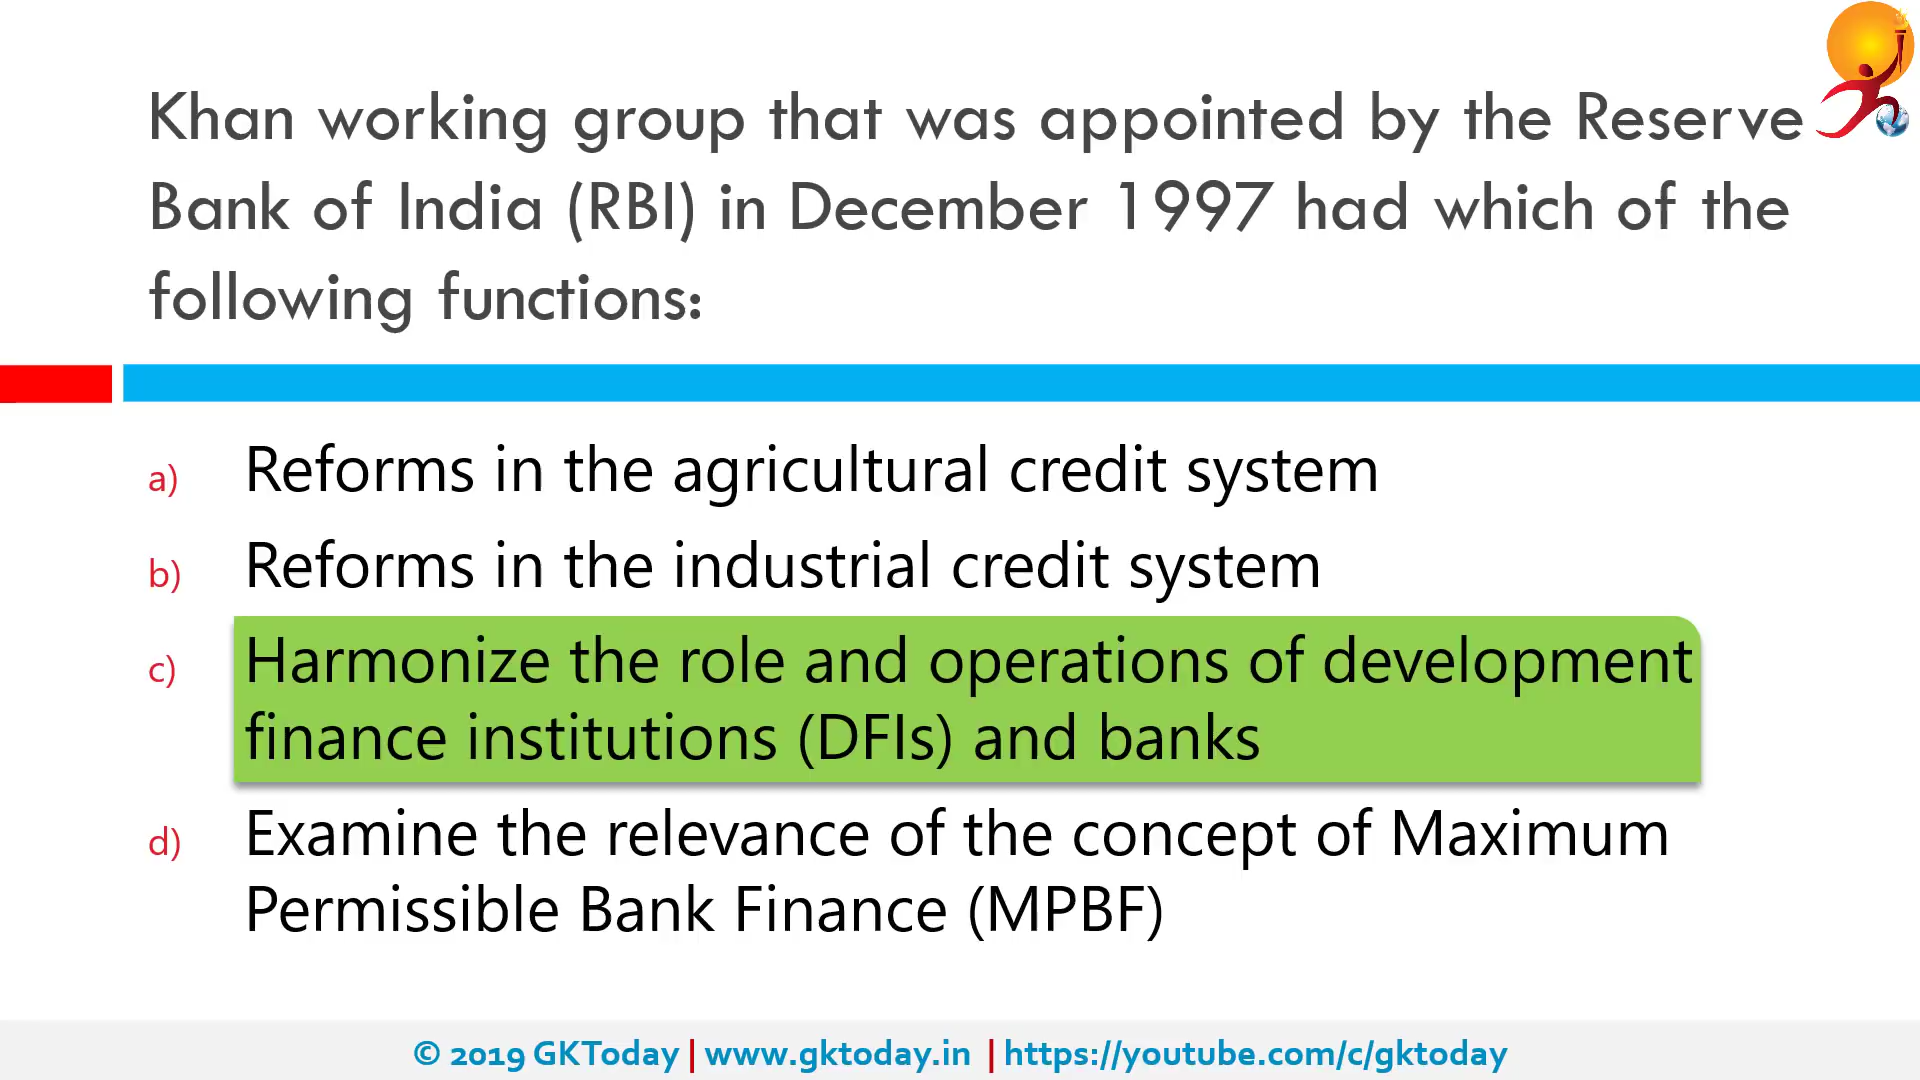 Khan working group that was appointed by the Reserve
Bank of India (RBI) in December 1997 had which of the
following functions:
a) Reforms in the agricultural credit system
b) Reforms in the industrial credit system
c) Harmonize the role and operations of development
finance institutions (DFIs) and banks
d) Examine the relevance of the concept of Maximum
Permissible Bank Finance (MPBF)
© 2019 GKToday | www.gktoday.in | https://youtube.com/c/gktoday